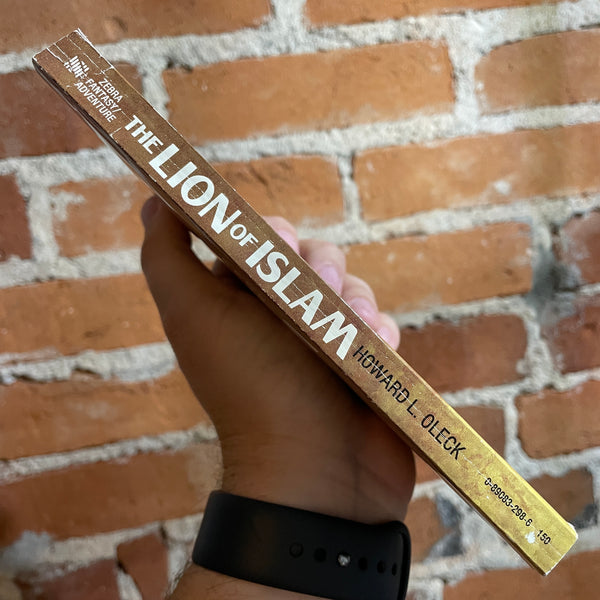 ZEBRA
FANTASY/
ADVENTURE
THE LION OF ISLAM
HOWARD L. OLECK
0-89083-298-6 150